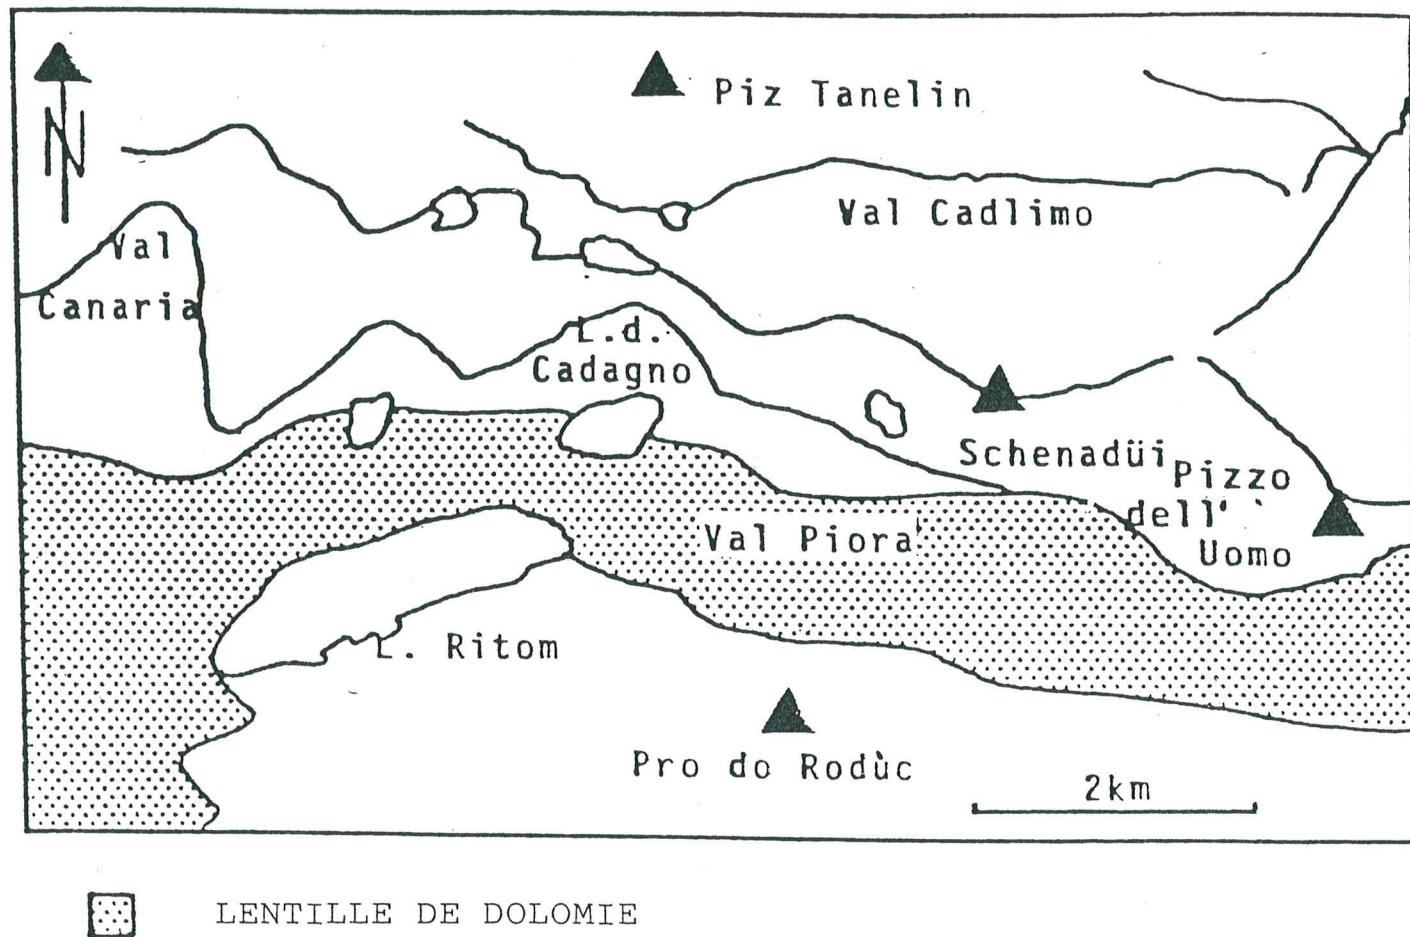 N
Piz Tanelin
Val Cadlimo
Val
Canaria
L.d.
Cadagno
Schenadüi
Pizzo
dell'
Uomo
Val Piora
L. Ritom
Pro do Rodùc
2km
LENTILLE DE DOLOMIE